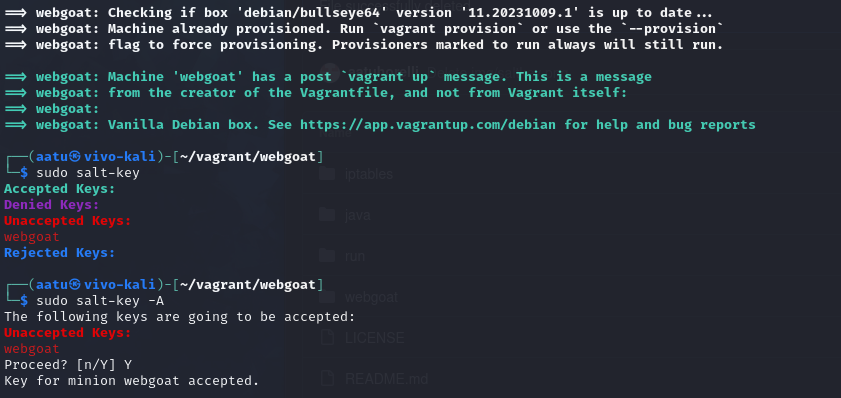 ==> webgoat: Checking if box 'debian/bullseye64' version '11.20231009.1' is up to date...
==> webgoat: Machine already provisioned. Run `vagrant provision` or use the `--provision`
==> webgoat: flag to force provisioning. Provisioners marked to run always will still run.
==> webgoat: Machine 'webgoat' has a post `vagrant up` message. This is a message
==> webgoat: from the creator of the Vagrantfile, and not from Vagrant itself:
==> webgoat:
==> webgoat: Vanilla Debian box. See https://app.vagrantup.com/debian for help and bug reports
┌──(aatu㉿vivo-kali)-[~/vagrant/webgoat]
└─$ sudo salt-key
Accepted Keys:
Denied Keys:
Unaccepted Keys:
webgoat
Rejected Keys:
┌──(aatu㉿vivo-kali)-[~/vagrant/webgoat]
└─$ sudo salt-key -A
The following keys are going to be accepted:
Unaccepted Keys:
webgoat
Proceed? [n/Y] Y
Key for minion webgoat accepted.
iptables
java
run
webgoat
LICENSE
README.md